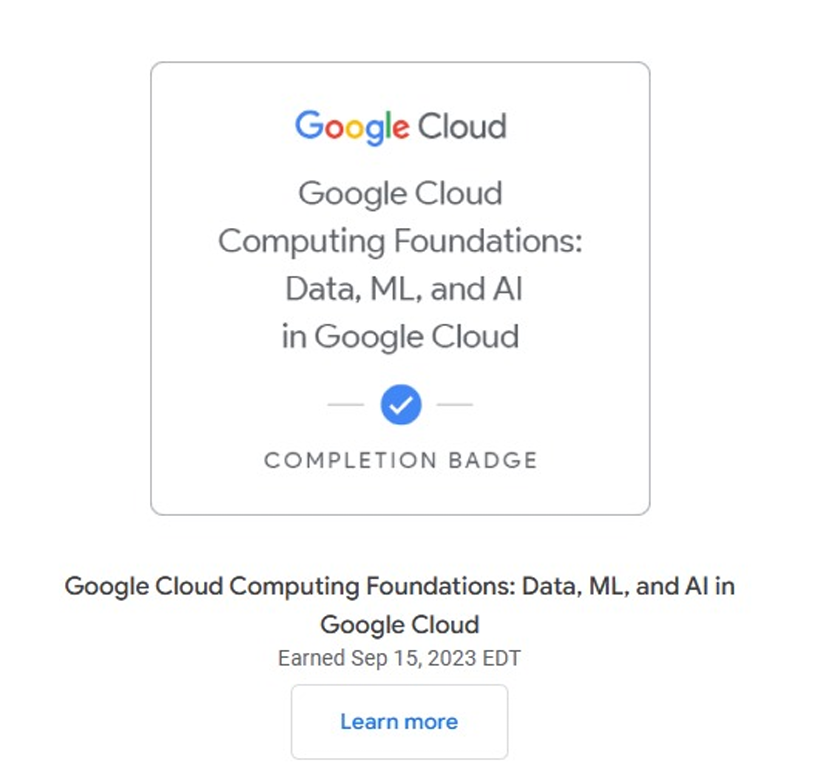 Google Cloud
Google Cloud
Computing Foundations:
Data, ML, and AI
in Google Cloud
COMPLETION BADGE
Google Cloud Computing Foundations: Data, ML, and AI in
Google Cloud
Earned Sep 15, 2023 EDT
Learn more